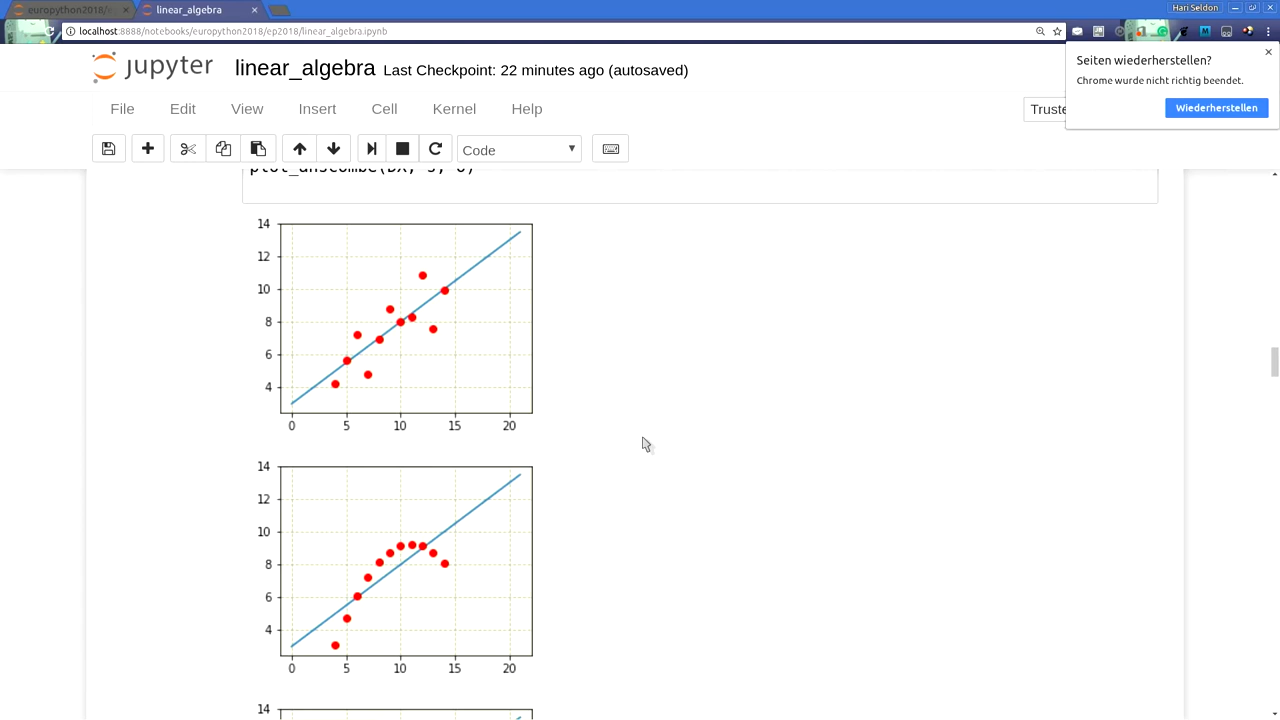 europython2018/e
linear_algebra
Hari Seldon
localhost:8888/notebooks/europython2018/ep2018/linear_algebra.ipynb
Seiten wiederherstellen?
Chrome wurde nicht richtig beendet.
Wiederherstellen
jupyter linear_algebra Last Checkpoint: 22 minutes ago (autosaved)
File Edit View Insert Cell Kernel Help
Truste
Code
14
12
10
8
6
4
0 5 10 15 20
14
12
10
8
6
4
0 5 10 15 20
14